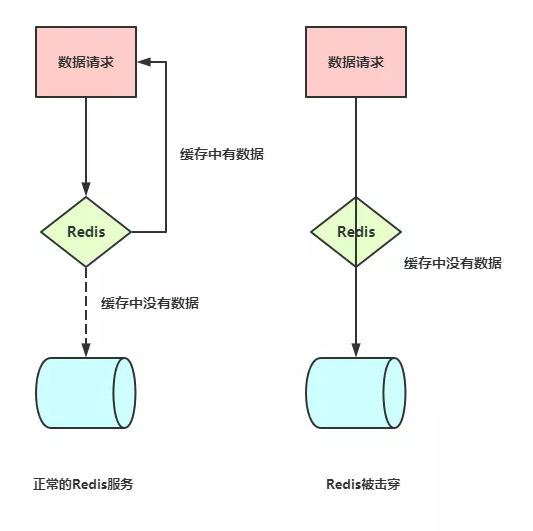 数据请求
数据请求
缓存中有数据
Redis
Redis
缓存中没有数据
缓存中没有数据
正常的Redis服务
Redis被击穿